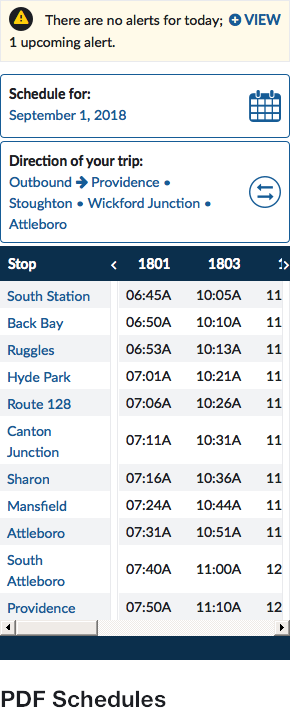 There are no alerts for today; VIEW
1 upcoming alert.
Schedule for:
September 1, 2018
Direction of your trip:
Outbound → Providence •
Stoughton • Wickford Junction •
Attleboro
Stop < 1801 1803 >
South Station 06:45A 10:05A 11
Back Bay 06:50A 10:10A 11
Ruggles 06:53A 10:13A 11
Hyde Park 07:01A 10:21A 11
Route 128 07:06A 10:26A 11
Canton
Junction 07:11A 10:31A 11
Sharon 07:16A 10:36A 11
Mansfield 07:24A 10:44A 11
Attleboro 07:31A 10:51A 11
South
Attleboro 07:40A 11:00A 12
Providence 07:50A 11:10A 12
PDF Schedules